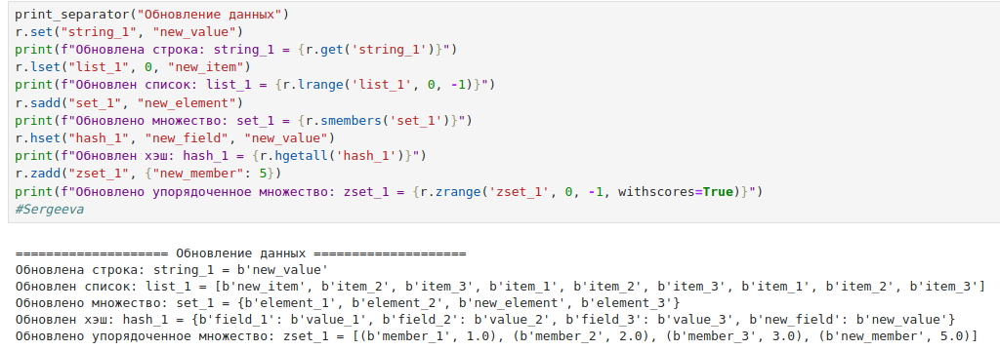 print_separator("Обновление данных")
r.set("string_1", "new_value")
print(f"Обновлена строка: string_1 = {r.get('string_1')}")
r.lset("list_1", 0, "new_item")
print(f"Обновлен список: list_1 = {r.lrange('list_1', 0, -1)}")
r.sadd("set_1", "new_element")
print(f"Обновлено множество: set_1 = {r.smembers('set_1')}")
r.hset("hash_1", "new_field", "new_value")
print(f"Обновлен хэш: hash_1 = {r.hgetall('hash_1')}")
r.zadd("zset_1", {"new_member": 5})
print(f"Обновлено упорядоченное множество: zset_1 = {r.zrange('zset_1', 0, -1, withscores=True)}")
#Sergeeva
==================== Обновление данных ====================
Обновлена строка: string_1 = b'new_value'
Обновлен список: list_1 = [b'new_item', b'item_2', b'item_3', b'item_1', b'item_2', b'item_3', b'item_1', b'item_2', b'item_3']
Обновлено множество: set_1 = {b'element_1', b'element_2', b'new_element', b'element_3'}
Обновлен хэш: hash_1 = {b'field_1': b'value_1', b'field_2': b'value_2', b'field_3': b'value_3', b'new_field': b'new_value'}
Обновлено упорядоченное множество: zset_1 = [(b'member_1', 1.0), (b'member_2', 2.0), (b'member_3', 3.0), (b'new_member', 5.0)]